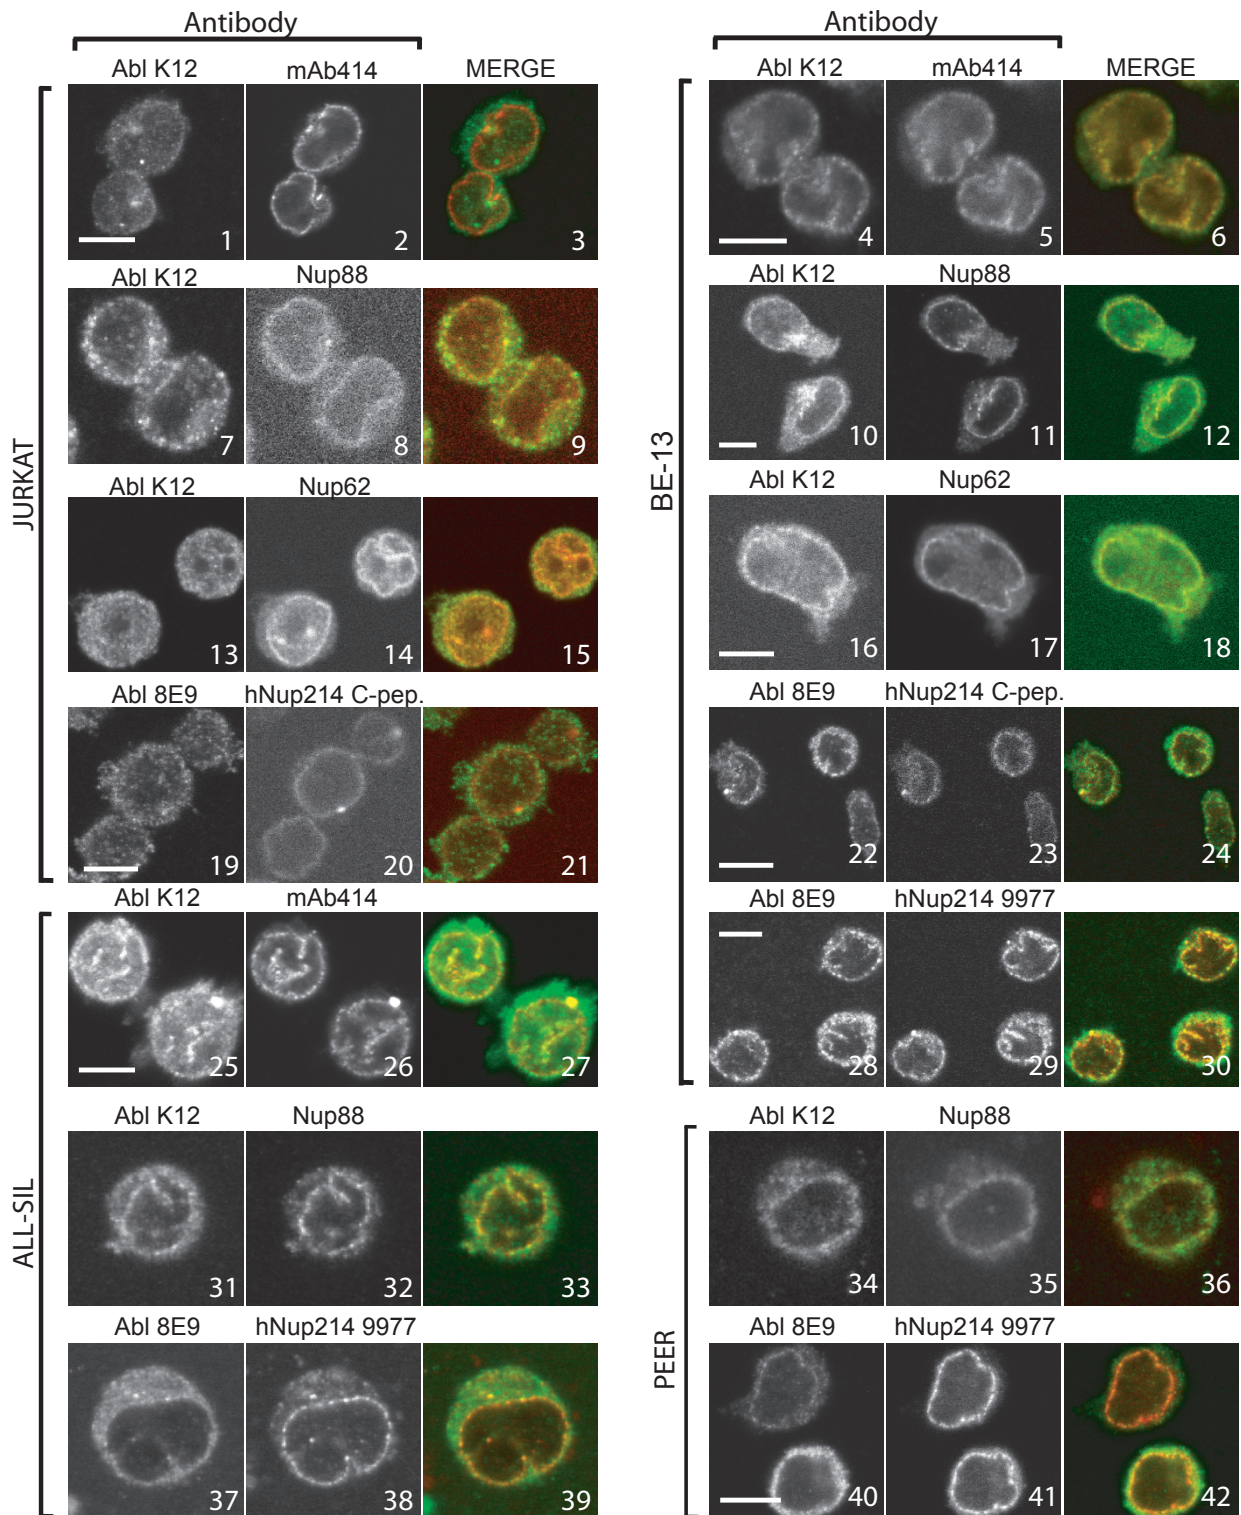 Antibody
Abl K12 mAb414 MERGE
JURKAT
1 2 3
Abl K12 Nup88
7 8 9
Abl K12 Nup62
13 14 15
Abl 8E9 hNup214 C-pep.
19 20 21
ALL-SIL
Abl K12 mAb414
25 26 27
Abl K12 Nup88
31 32 33
Abl 8E9 hNup214 9977
37 38 39
Antibody
Abl K12 mAb414 MERGE
BE-13
4 5 6
Abl K12 Nup88
10 11 12
Abl K12 Nup62
16 17 18
Abl 8E9 hNup214 C-pep.
22 23 24
Abl 8E9 hNup214 9977
28 29 30
PEER
Abl K12 Nup88
34 35 36
Abl 8E9 hNup214 9977
40 41 42